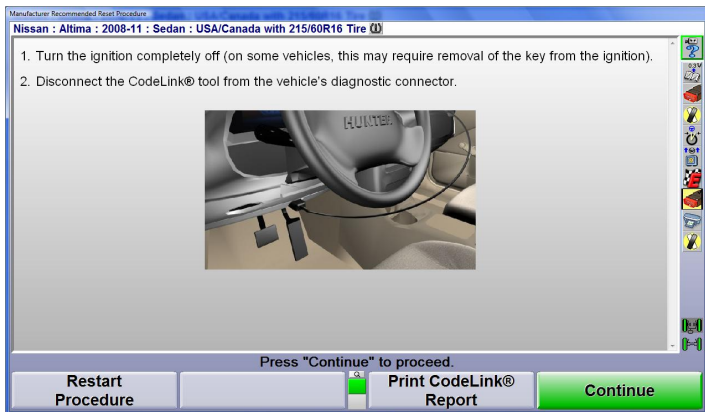 Manufacturer Recommended Reset Procedure
Nissan : Altima : 2008-11 : Sedan : USA/Canada with 215/60R16 Tire
1. Turn the ignition completely off (on some vehicles, this may require removal of the key from the ignition).
2. Disconnect the CodeLink® tool from the vehicle's diagnostic connector.
HUNTER
Press "Continue" to proceed.
Restart
Procedure
Print CodeLink®
Report
Continue